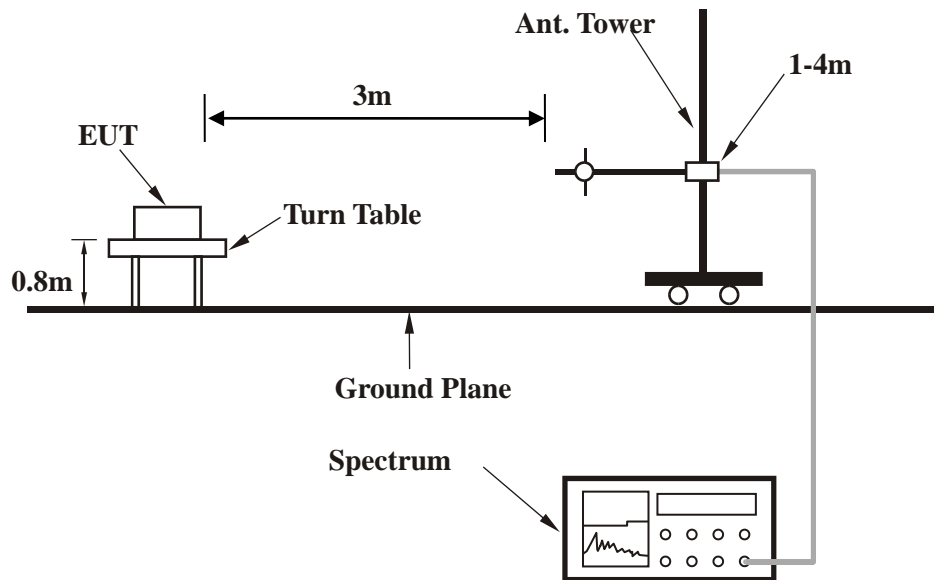 Ant. Tower
1-4m
3m
EUT
Turn Table
0.8m
Ground Plane
Spectrum